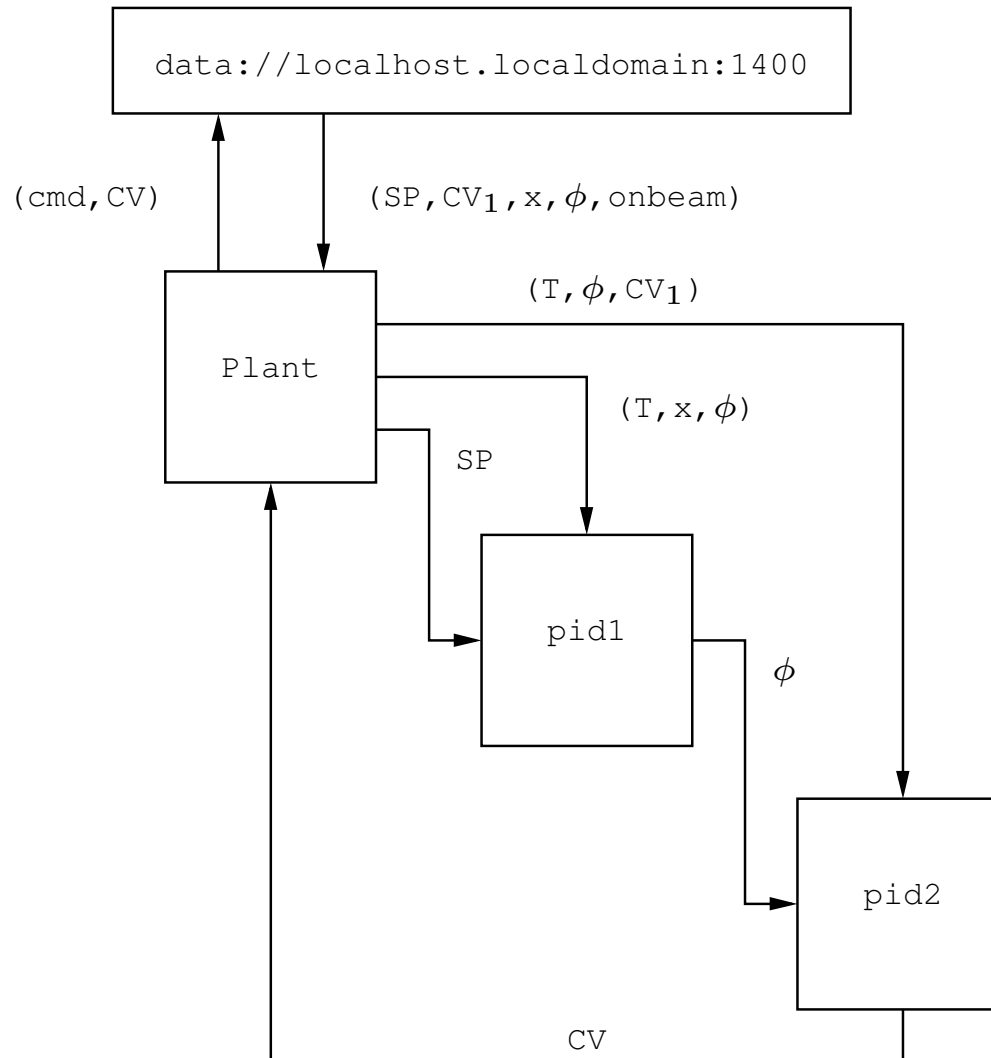 data://localhost.localdomain:1400
(cmd,CV)
(SP,CV₁,x,ϕ,onbeam)
(T,ϕ,CV₁)
Plant
(T,x,ϕ)
SP
pid1
ϕ
pid2
CV